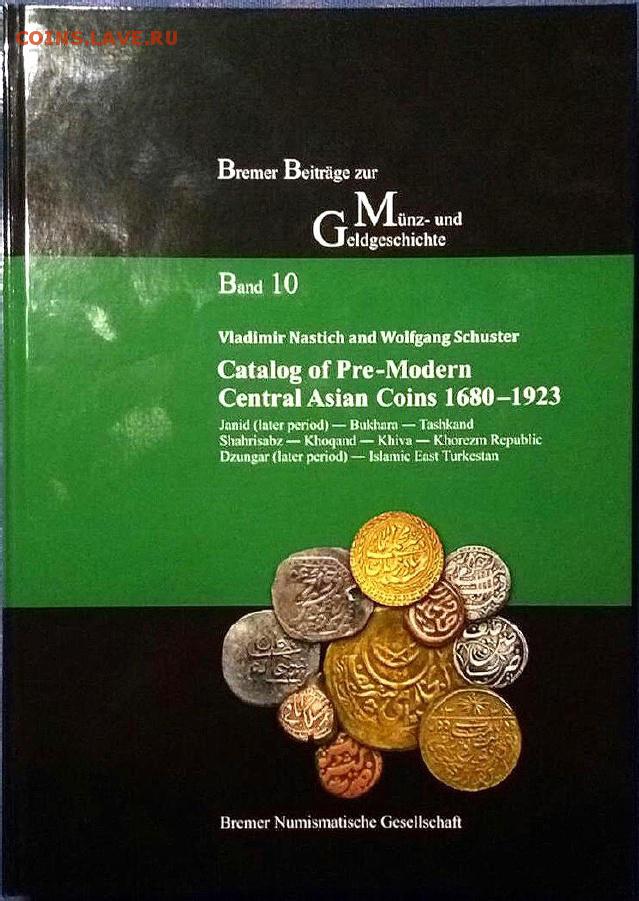 COINS.LAVE.RU
Bremer Beiträge zur
Münz- und
Geldgeschichte
Band 10
Vladimir Nastich and Wolfgang Schuster
Catalog of Pre-Modern
Central Asian Coins 1680–1923
Janid (later period) — Bukhara — Tashkand
Shahrisabz — Khoqand — Khiva — Khorezm Republic
Dzungar (later period) — Islamic East Turkestan
Bremer Numismatische Gesellschaft